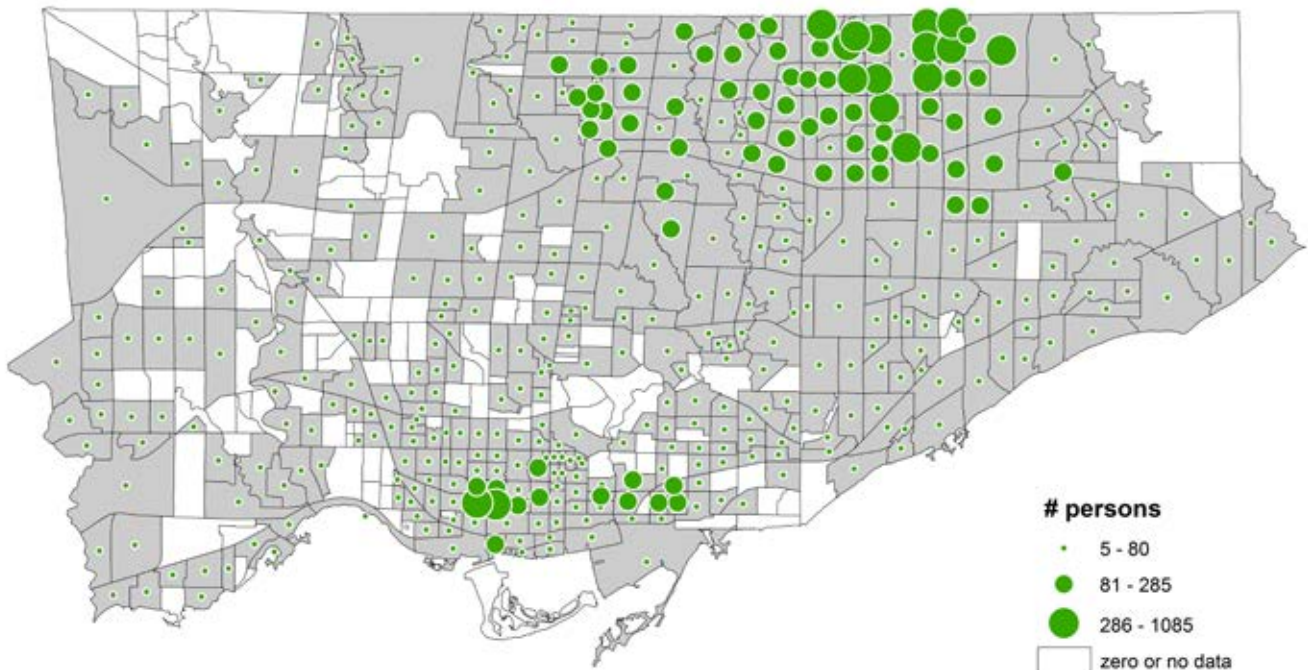 # persons
5 - 80
81 - 285
286 - 1085
zero or no data